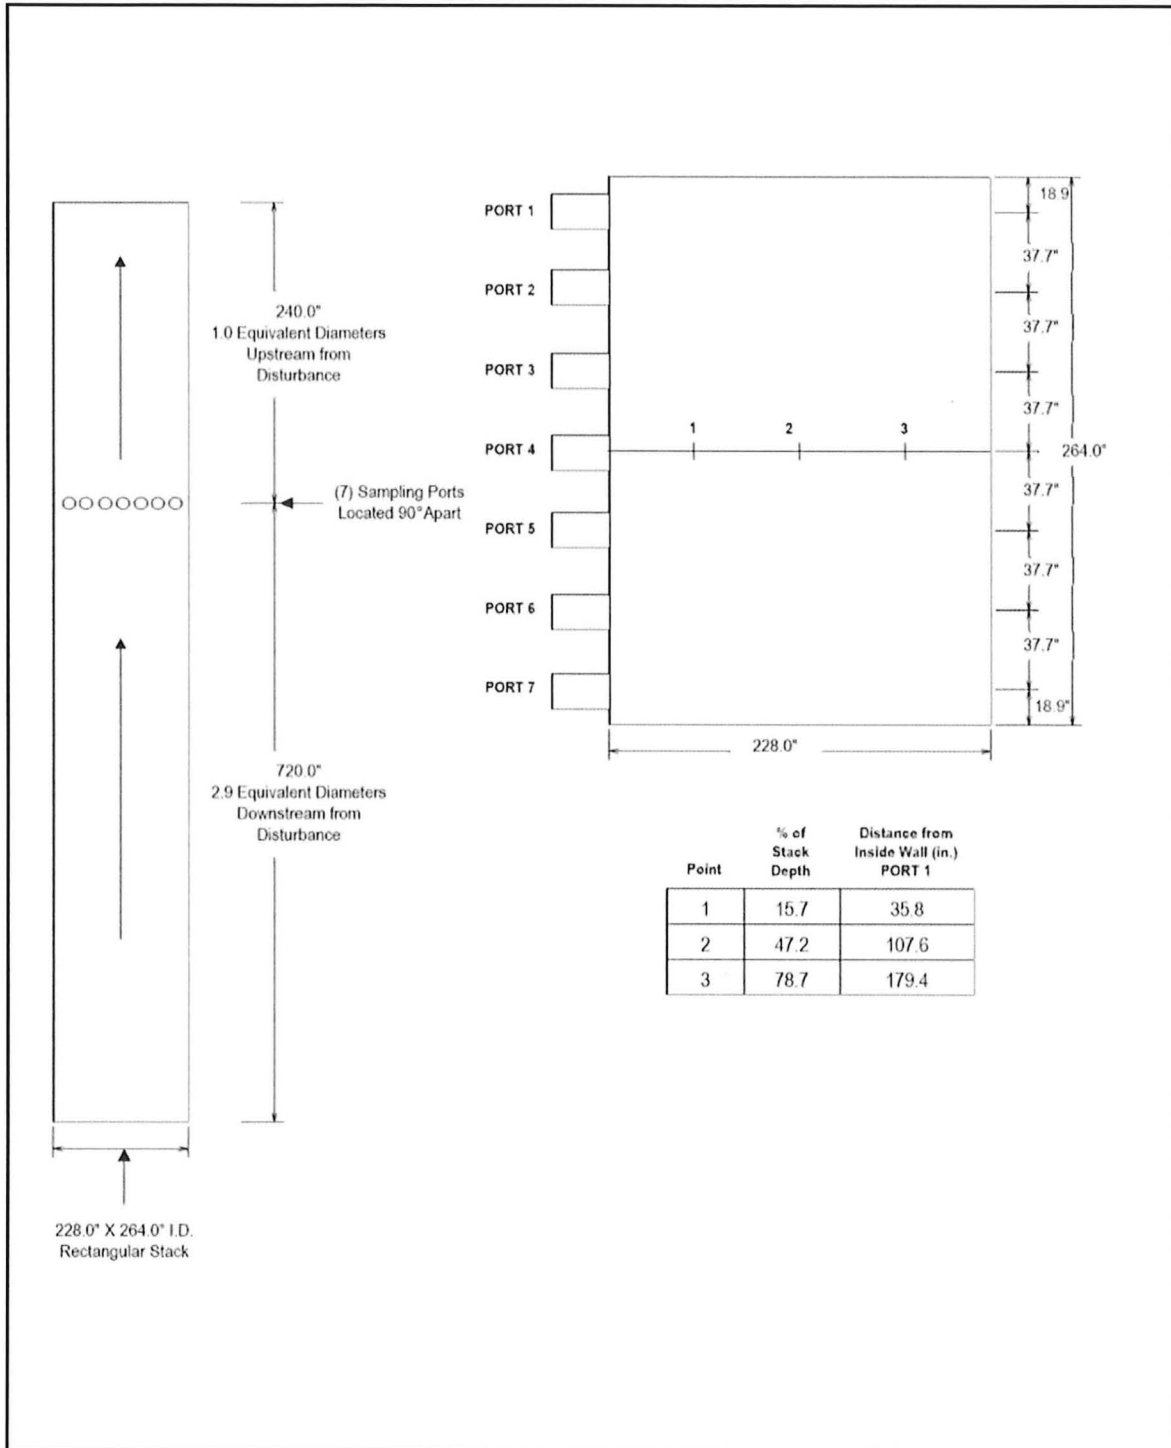 240.0"
1.0 Equivalent Diameters
Upstream from
Disturbance
(7) Sampling Ports
Located 90°Apart
720.0"
2.9 Equivalent Diameters
Downstream from
Disturbance
228.0" X 264.0" I.D.
Rectangular Stack
PORT 1
PORT 2
PORT 3
PORT 4
PORT 5
PORT 6
PORT 7
1 2 3
18.9
37.7"
37.7"
37.7"
264.0"
37.7"
37.7"
37.7"
18.9"
228.0"
% of Distance from
Stack Inside Wall (in.)
Point Depth PORT 1
1 15.7 35.8
2 47.2 107.6
3 78.7 179.4